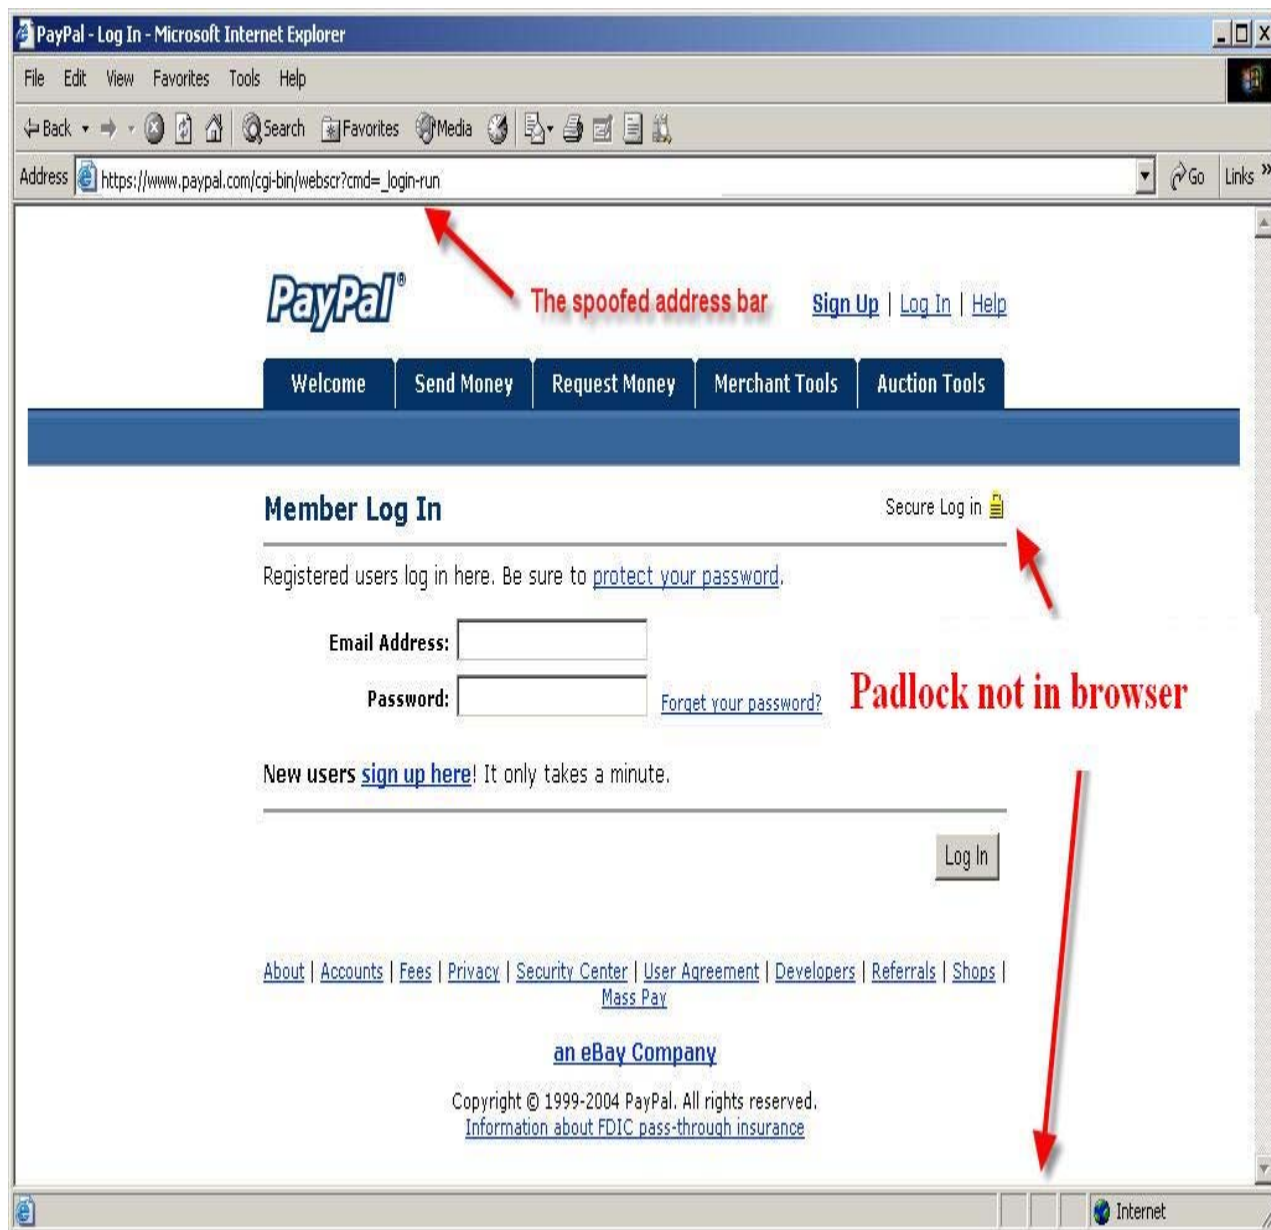 PayPal - Log In - Microsoft Internet Explorer
File Edit View Favorites Tools Help
Back Search Favorites Media
Address https://www.paypal.com/cgi-bin/webscr?cmd=_login-run Go Links »
PayPal®
The spoofed address bar
Sign Up | Log In | Help
Welcome Send Money Request Money Merchant Tools Auction Tools
Member Log In Secure Log in
Registered users log in here. Be sure to protect your password.
Email Address:
Password: Forget your password?
Padlock not in browser
New users sign up here! It only takes a minute.
Log In
About | Accounts | Fees | Privacy | Security Center | User Agreement | Developers | Referrals | Shops |
Mass Pay
an eBay Company
Copyright © 1999-2004 PayPal. All rights reserved.
Information about FDIC pass-through insurance
Internet